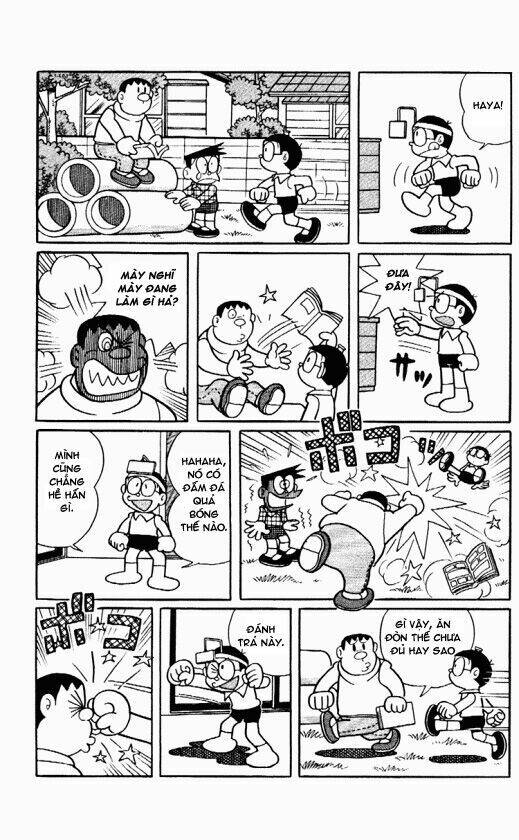 HAYA!
MÀY NGHĨ
MÀY ĐANG
LÀM GÌ HẢ?
ĐƯA
ĐÂY!
サッ
MÌNH
CŨNG
CHẲNG
HỀ HẤN
GÌ.
HAHAHA,
NÓ CÓ
ĐẤM ĐÁ
QUẢ
BÓNG
THẾ NÀO.
ボコ
ボコ
ĐÁNH
TRẢ NÀY.
GÌ VẬY, ĂN
ĐÒN THẾ CHƯA
ĐỦ HAY SAO